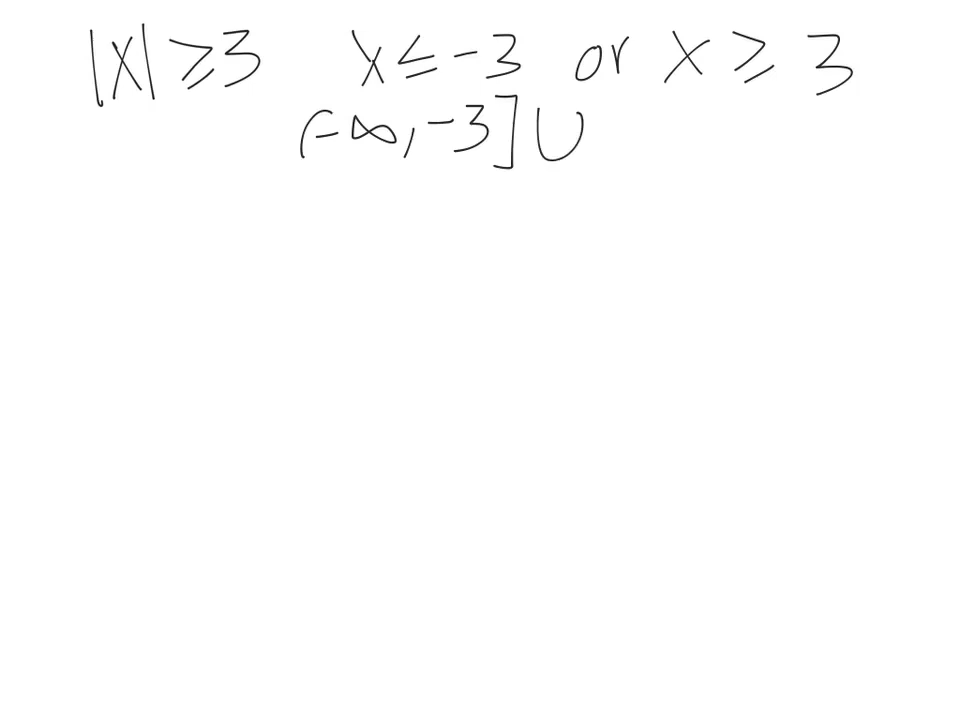 |x| ≥ 3 x ≤ -3 or x ≥ 3
(-∞, -3] ∪